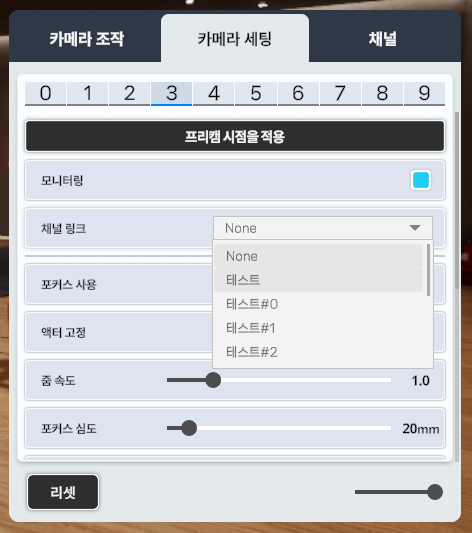 카메라 조작 카메라 세팅 채널
0 1 2 3 4 5 6 7 8 9
프리캠 시점을 적용
모니터링
채널 링크 None
None
포커스 사용 테스트
테스트#0
액터 고정 테스트#1
테스트#2
줌 속도 1.0
포커스 심도 20mm
리셋